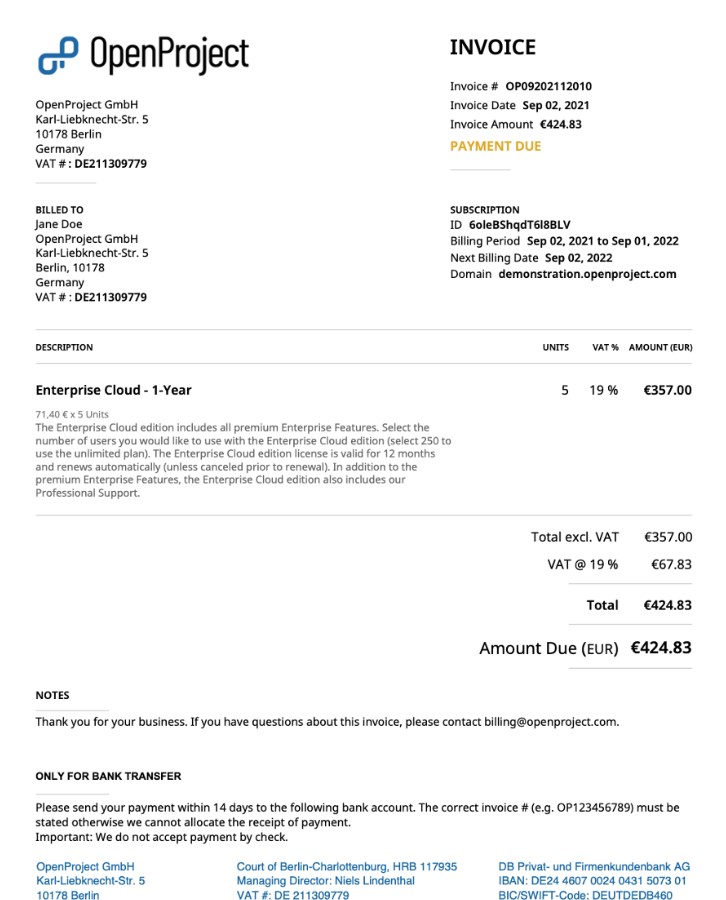 OpenProject
INVOICE
Invoice # OP09202112010
Invoice Date Sep 02, 2021
Invoice Amount €424.83
PAYMENT DUE
OpenProject GmbH
Karl-Liebknecht-Str. 5
10178 Berlin
Germany
VAT # : DE211309779
BILLED TO
Jane Doe
OpenProject GmbH
Karl-Liebknecht-Str. 5
Berlin, 10178
Germany
VAT # : DE211309779
SUBSCRIPTION
ID 6oleBShqdT6l8BLV
Billing Period Sep 02, 2021 to Sep 01, 2022
Next Billing Date Sep 02, 2022
Domain demonstration.openproject.com
DESCRIPTION UNITS VAT % AMOUNT (EUR)
Enterprise Cloud - 1-Year 5 19 % €357.00
71,40 € x 5 Units
The Enterprise Cloud edition includes all premium Enterprise Features. Select the
number of users you would like to use with the Enterprise Cloud edition (select 250 to
use the unlimited plan). The Enterprise Cloud edition license is valid for 12 months
and renews automatically (unless canceled prior to renewal). In addition to the
premium Enterprise Features, the Enterprise Cloud edition also includes our
Professional Support.
Total excl. VAT €357.00
VAT @ 19 % €67.83
Total €424.83
Amount Due (EUR) €424.83
NOTES
Thank you for your business. If you have questions about this invoice, please contact billing@openproject.com.
ONLY FOR BANK TRANSFER
Please send your payment within 14 days to the following bank account. The correct invoice # (e.g. OP123456789) must be
stated otherwise we cannot allocate the receipt of payment.
Important: We do not accept payment by check.
OpenProject GmbH
Karl-Liebknecht-Str. 5
10178 Berlin
Court of Berlin-Charlottenburg, HRB 117935
Managing Director: Niels Lindenthal
VAT #: DE 211309779
DB Privat- und Firmenkundenbank AG
IBAN: DE24 4607 0024 0431 5073 01
BIC/SWIFT-Code: DEUTDEDB460